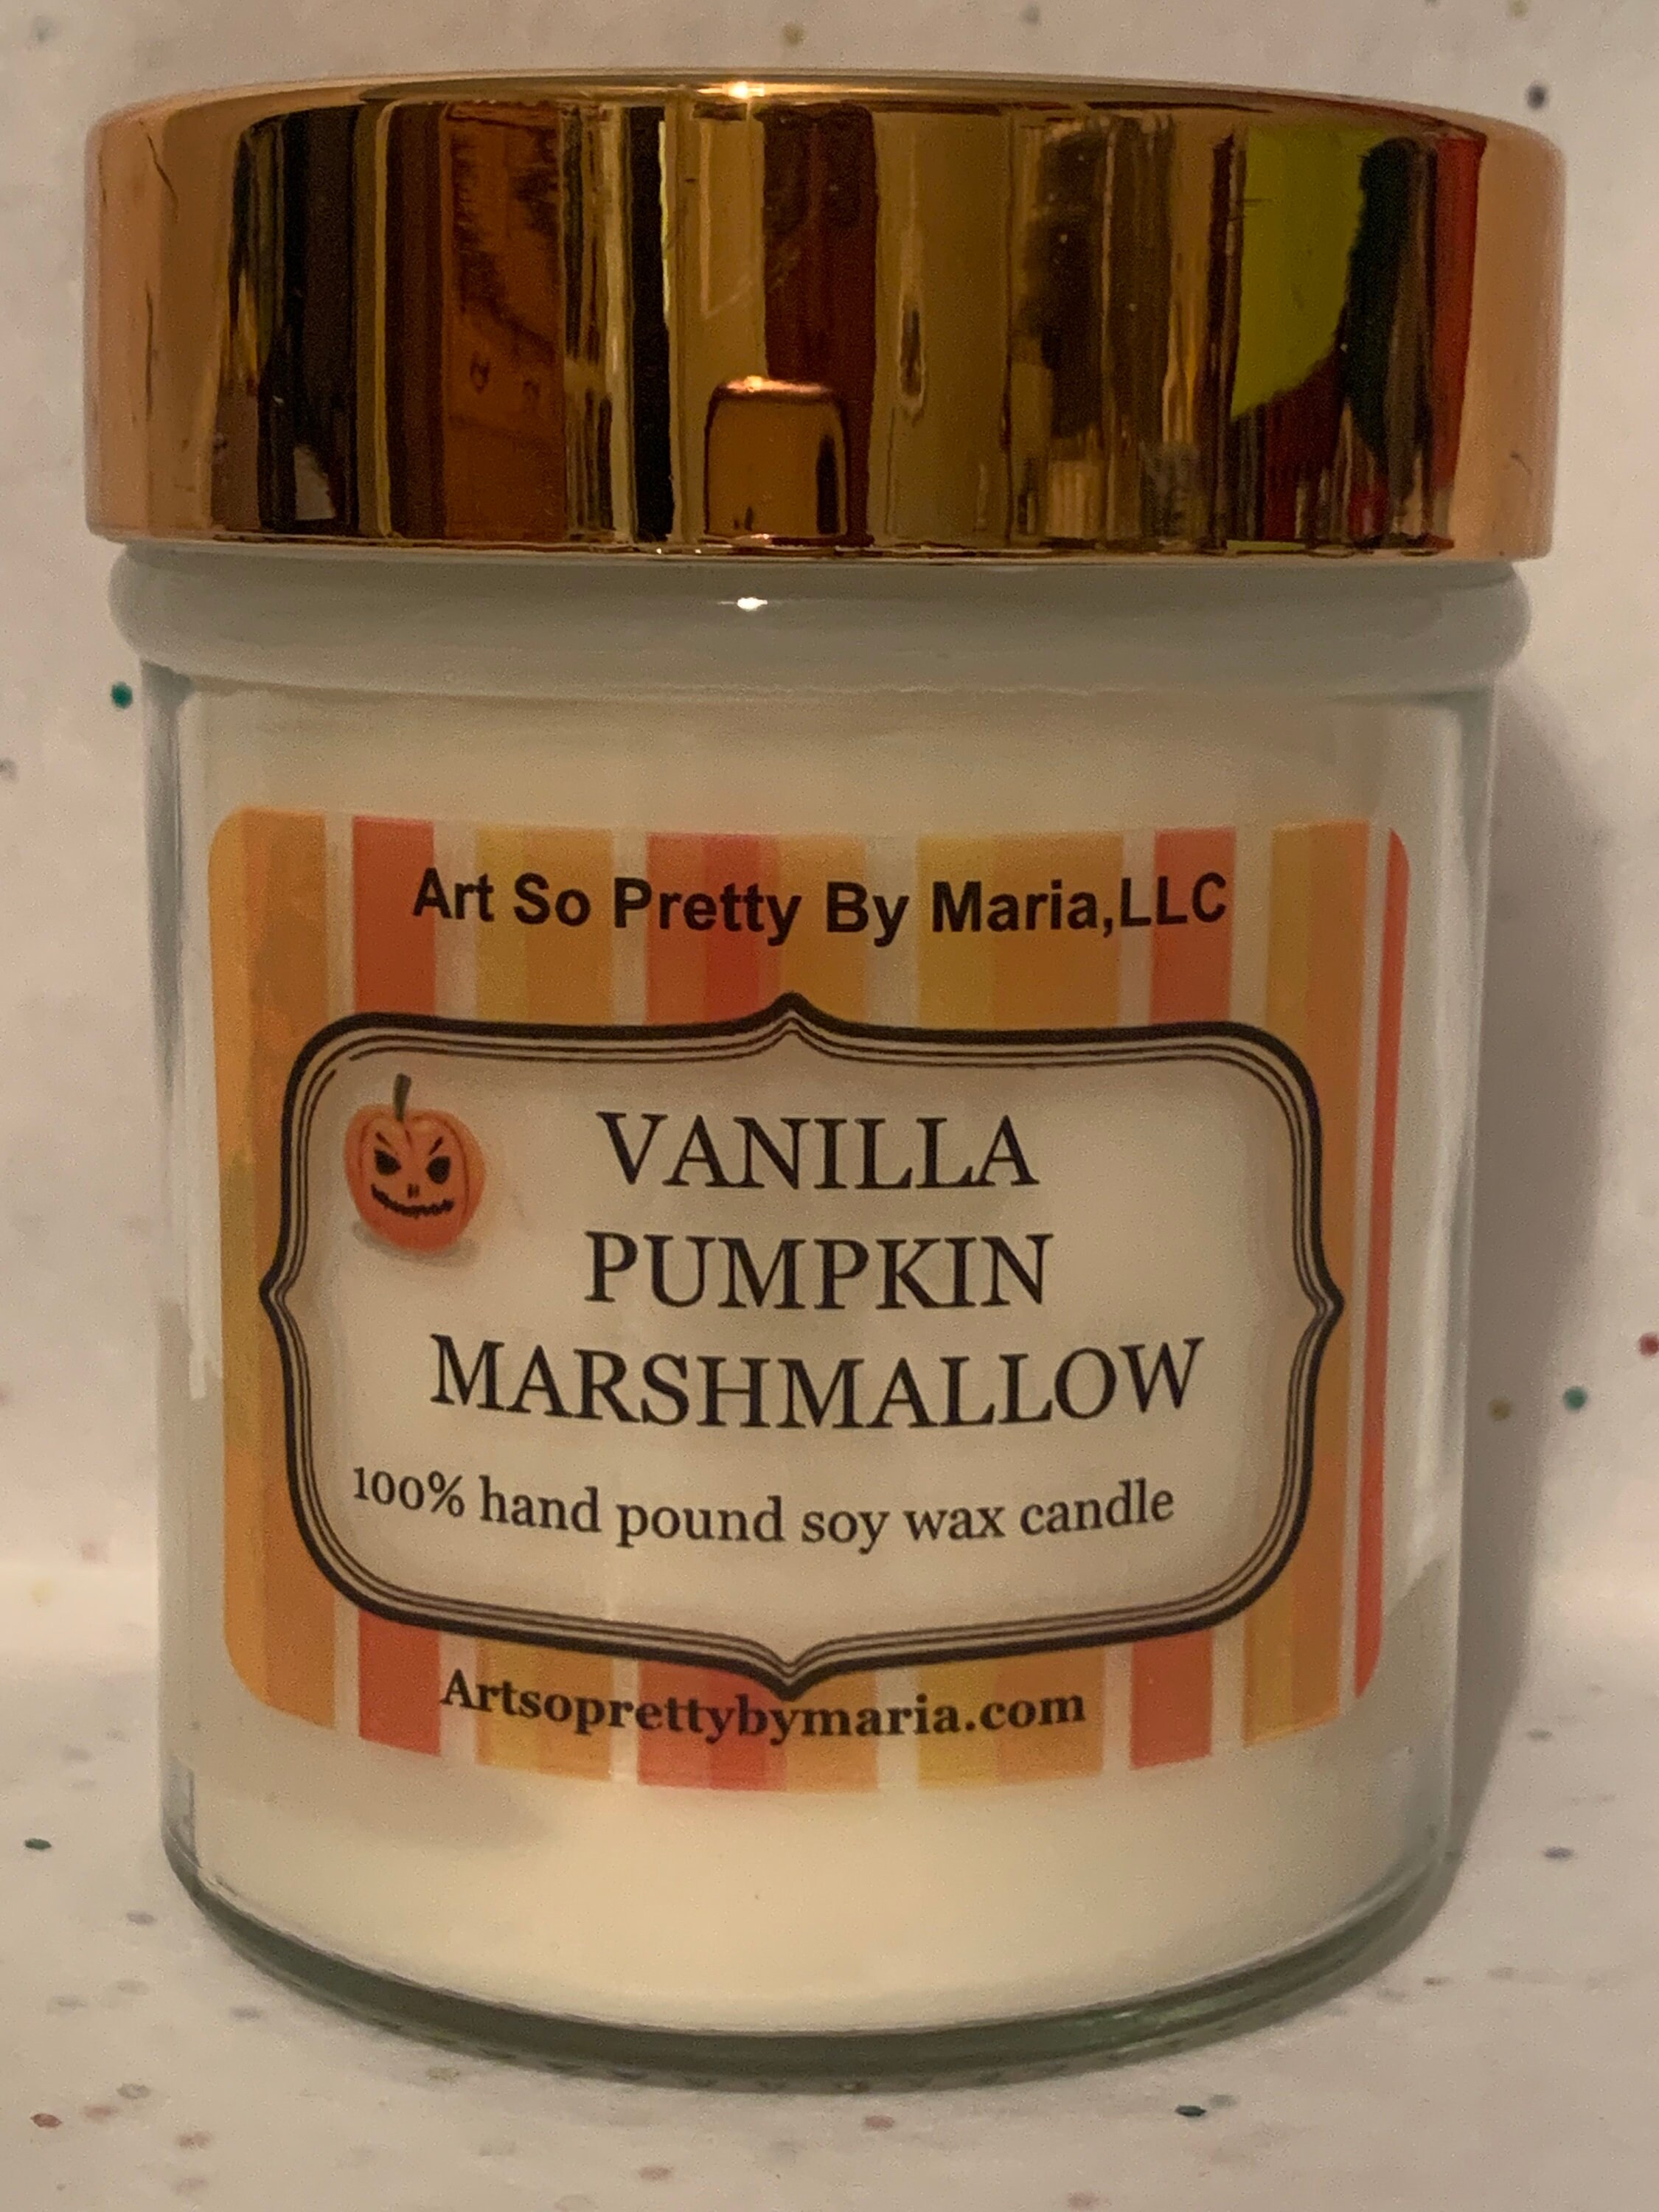 Art So Pretty By Maria,LLC
VANILLA
PUMPKIN
MARSHMALLOW
100% hand pound soy wax candle
Artsoprettybymaria.com